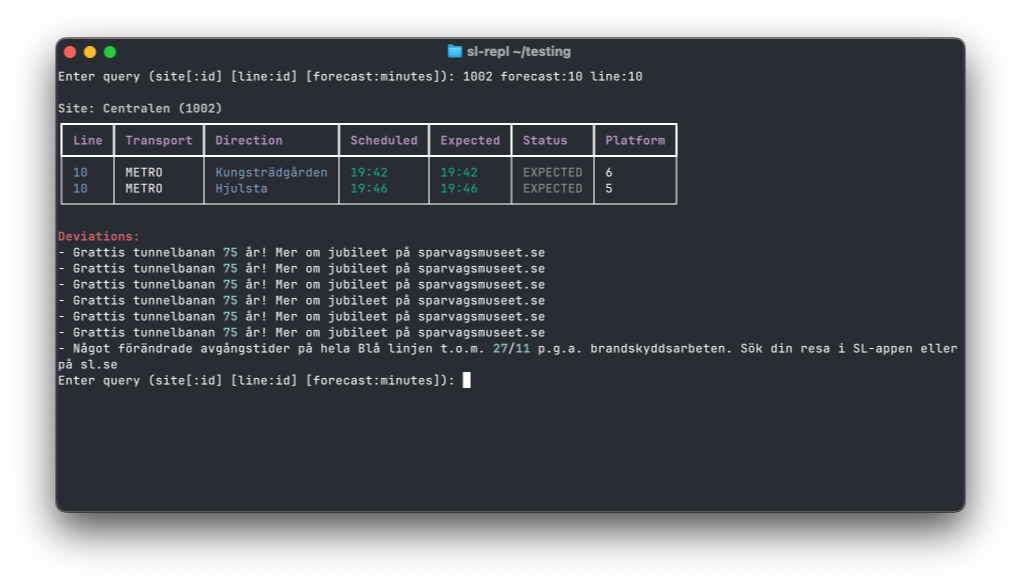 sl-repl ~/testing
Enter query (site[:id] [line:id] [forecast:minutes]): 1002 forecast:10 line:10
Site: Centralen (1002)
Line Transport Direction Scheduled Expected Status Platform
10 METRO Kungsträdgården 19:42 19:42 EXPECTED 6
10 METRO Hjulsta 19:46 19:46 EXPECTED 5
Deviations:
- Grattis tunnelbanan 75 år! Mer om jubileet på sparvagsmuseet.se
- Grattis tunnelbanan 75 år! Mer om jubileet på sparvagsmuseet.se
- Grattis tunnelbanan 75 år! Mer om jubileet på sparvagsmuseet.se
- Grattis tunnelbanan 75 år! Mer om jubileet på sparvagsmuseet.se
- Grattis tunnelbanan 75 år! Mer om jubileet på sparvagsmuseet.se
- Grattis tunnelbanan 75 år! Mer om jubileet på sparvagsmuseet.se
- Något förändrade avgångstider på hela Blå linjen t.o.m. 27/11 p.g.a. brandskyddsarbeten. Sök din resa i SL-appen eller
på sl.se
Enter query (site[:id] [line:id] [forecast:minutes]):